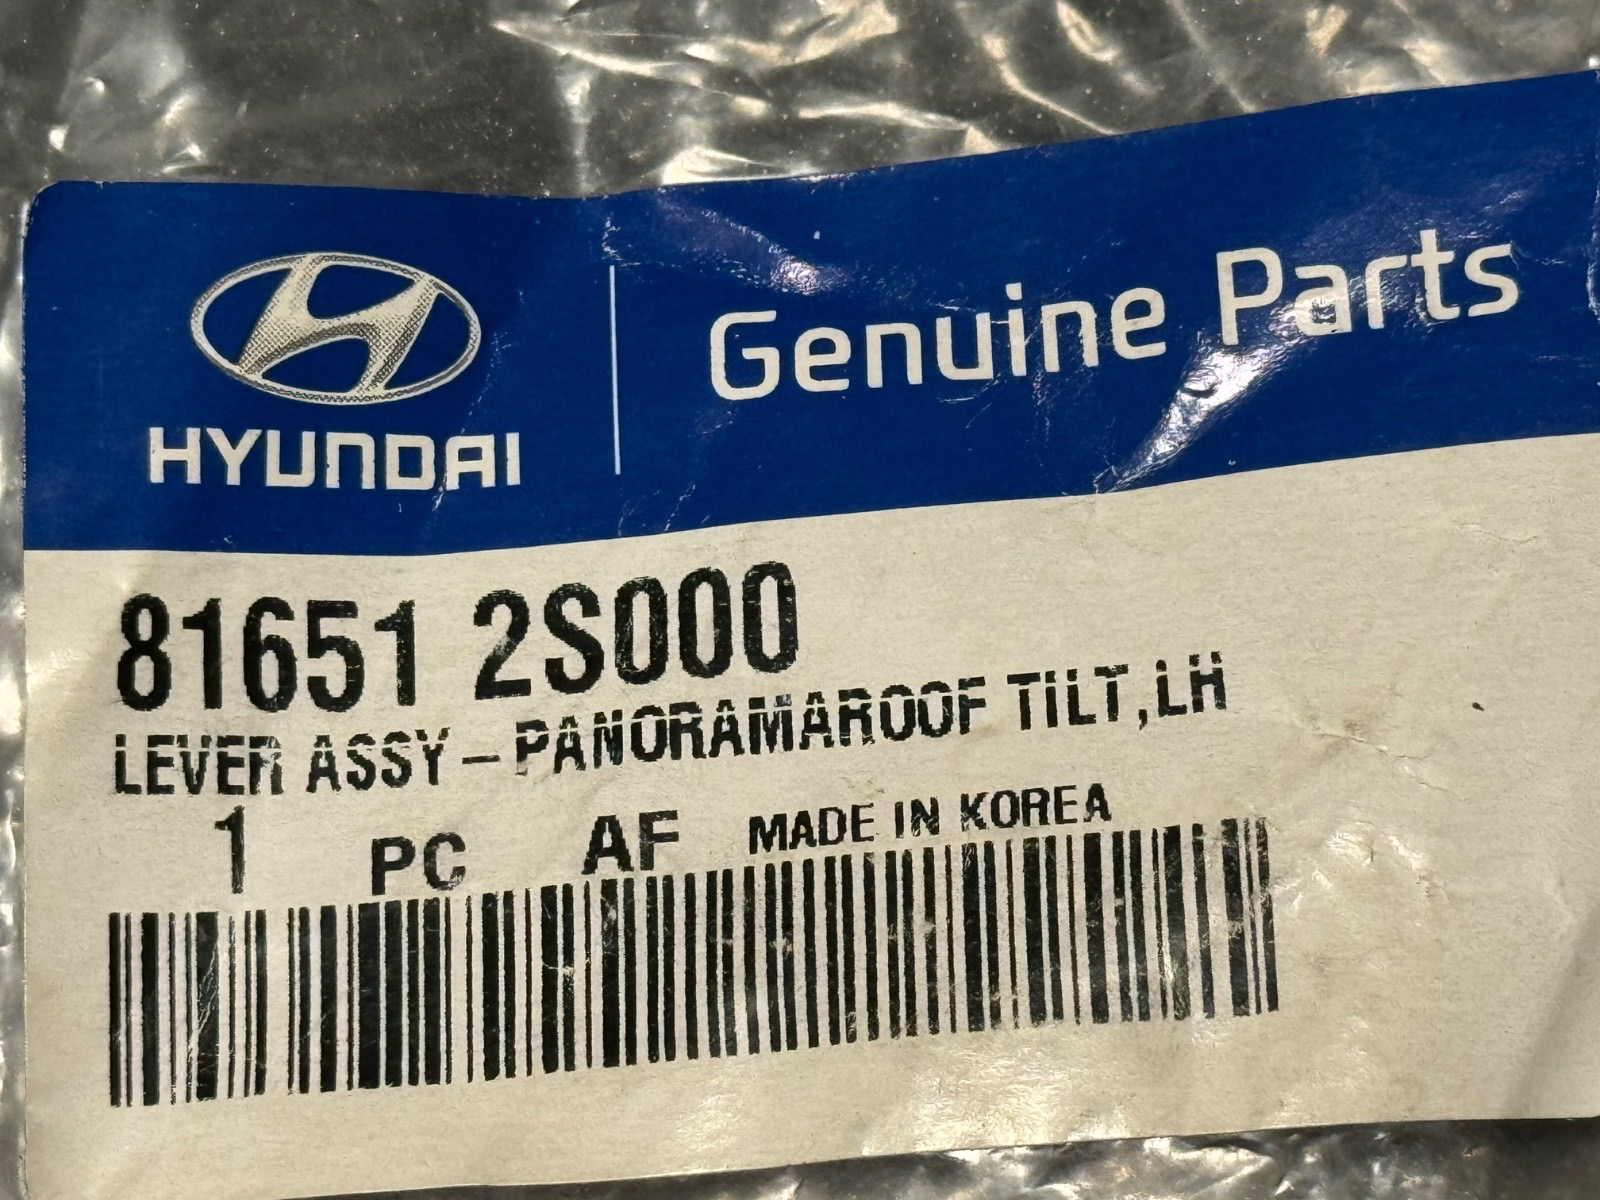 HYUNDAI
Genuine Parts
81651 2S000
LEVER ASSY-PANORAMAROOF TILT,LH
1 PC AF MADE IN KOREA